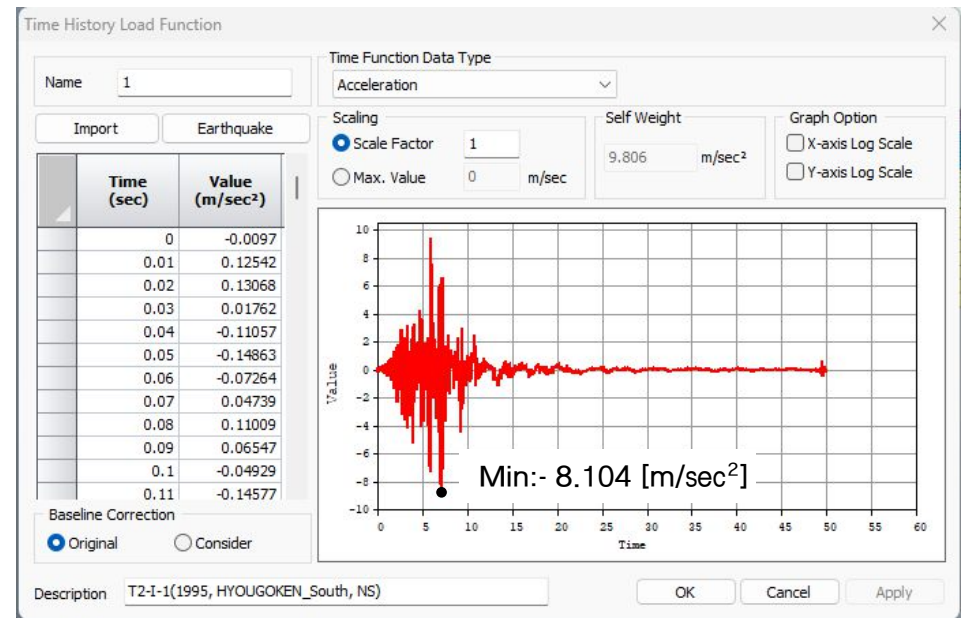 Time History Load Function
Name 1
Import Earthquake
Time (sec) Value (m/sec²)
0 -0.0097
0.01 0.12542
0.02 0.13068
0.03 0.01762
0.04 -0.11057
0.05 -0.14863
0.06 -0.07264
0.07 0.04739
0.08 0.11009
0.09 0.06547
0.1 -0.04929
0.11 -0.14577
Baseline Correction
Original Consider
Time Function Data Type
Acceleration
Scaling
Scale Factor 1
Max. Value 0 m/sec
Self Weight
9.806 m/sec²
Graph Option
X-axis Log Scale
Y-axis Log Scale
10
8
6
4
2
0
-2
-4
-6
-8
-10
Value
Min:- 8.104 [m/sec²]
0 5 10 15 20 25 30 35 40 45 50 55 60
Time
Description T2-I-1(1995, HYOUGOKEN_South, NS)
OK Cancel Apply